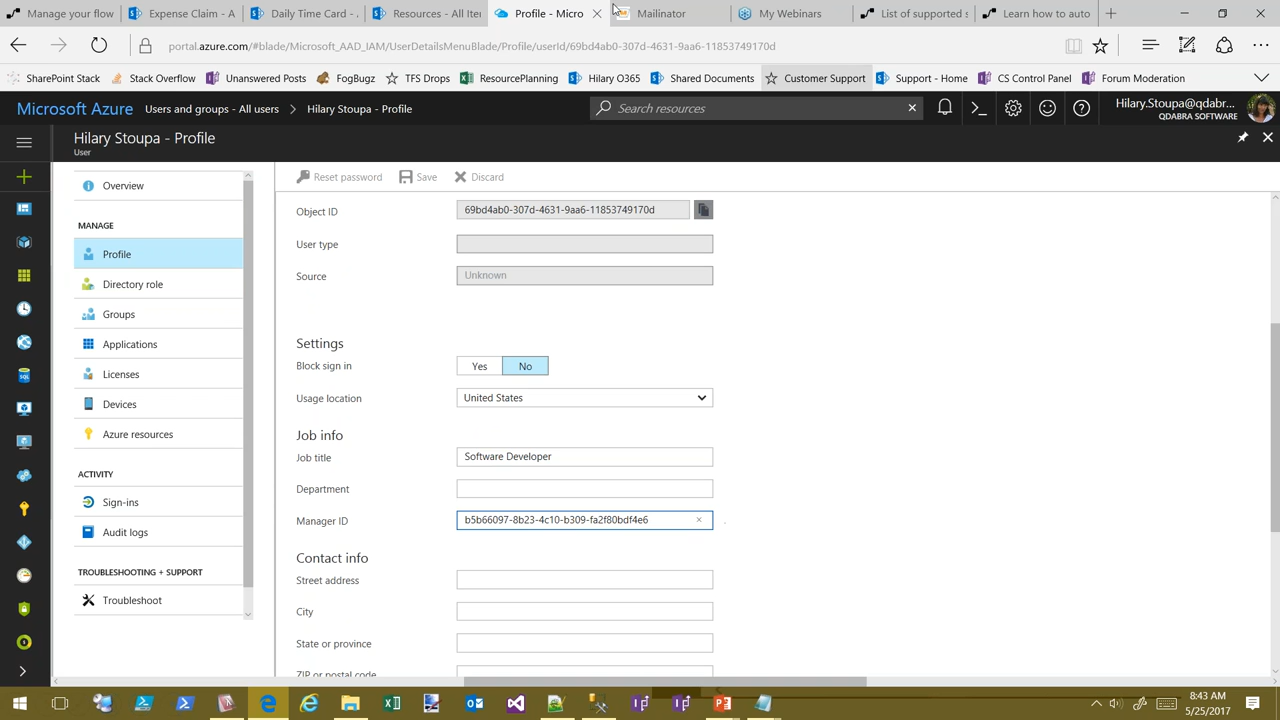 Manage your flow
Expense Claim - A
Daily Time Card - .
Resources - All Iter
Profile - Micro
Mailinator
My Webinars
List of supported s
Learn how to auto
portal.azure.com/#blade/Microsoft_AAD_IAM/UserDetailsMenuBlade/Profile/userId/69bd4ab0-307d-4631-9aa6-11853749170d
SharePoint Stack
Stack Overflow
Unanswered Posts
FogBugz
TFS Drops
ResourcePlanning
Hilary O365
Shared Documents
Customer Support
Support - Home
CS Control Panel
Forum Moderation
Microsoft Azure
Users and groups - All users
Hilary Stoupa - Profile
Search resources
Hilary.Stoupa@qdabr...
QDABRA SOFTWARE
Hilary Stoupa - Profile
User
Overview
MANAGE
Profile
Directory role
Groups
Applications
Licenses
Devices
Azure resources
ACTIVITY
Sign-ins
Audit logs
TROUBLESHOOTING + SUPPORT
Troubleshoot
Reset password
Save
Discard
Object ID
69bd4ab0-307d-4631-9aa6-11853749170d
User type
Source
Unknown
Settings
Block sign in
Yes
No
Usage location
United States
Job info
Job title
Software Developer
Department
Manager ID
b5b66097-8b23-4c10-b309-fa2f80bdf4e6
Contact info
Street address
City
State or province
ZIP or postal code
8:43 AM
5/25/2017